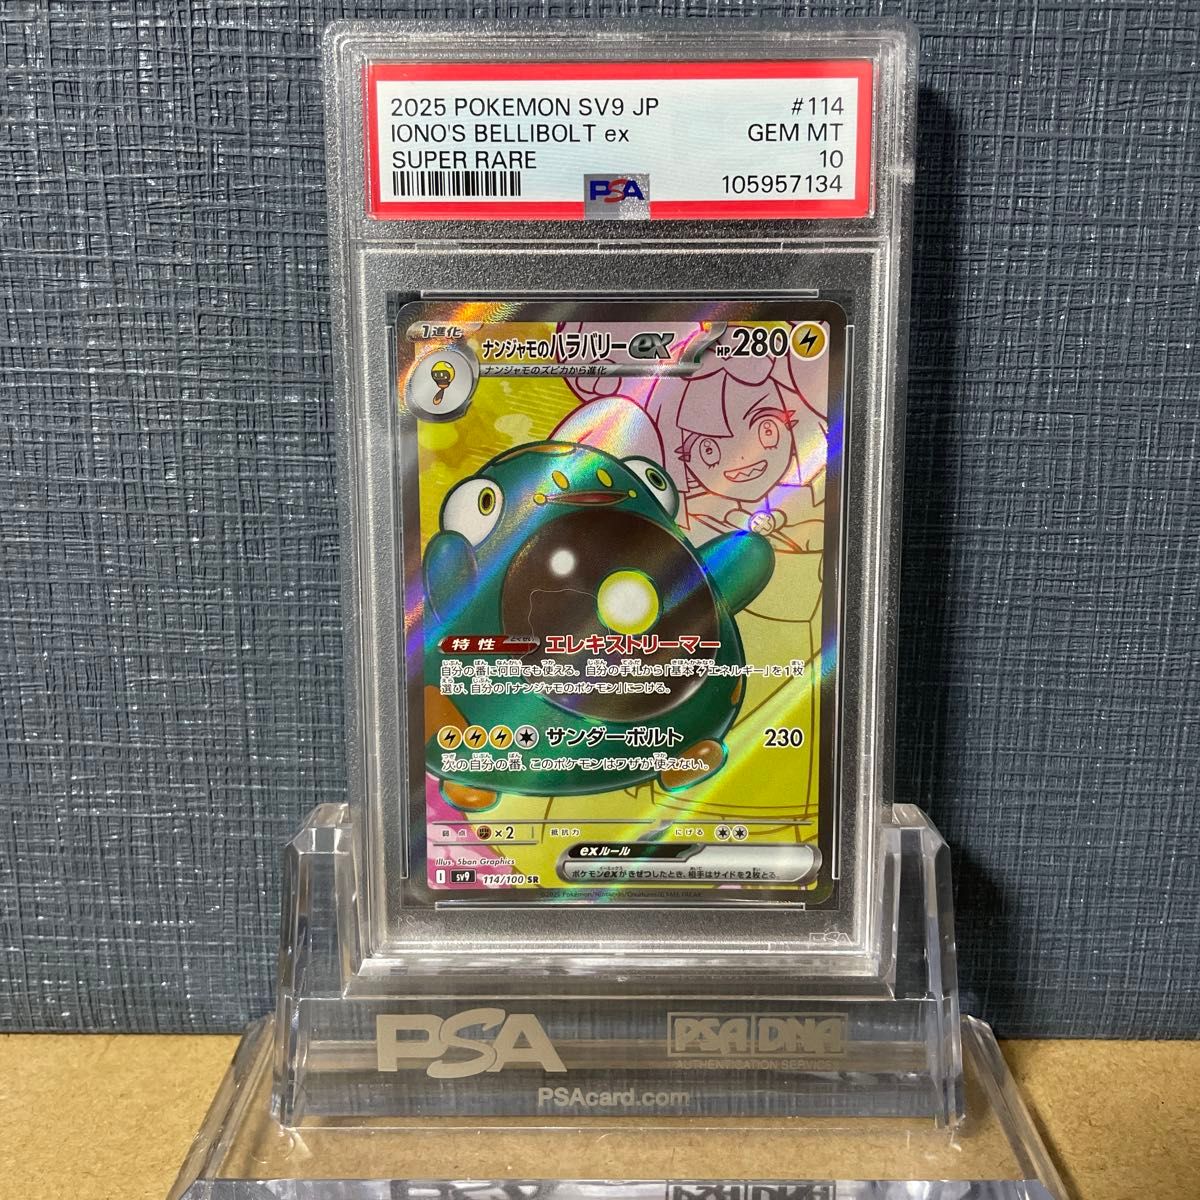 2025 POKEMON SV9 JP #114
IONO'S BELLIBOLT ex GEM MT
SUPER RARE 10
PSA 105957134
1進化
ナンジャモのハラバリーex HP280
ナンジャモのズピカから進化
特性 エレキストリーマー
自分の番に何回でも使える。自分の手札から「基本エネルギー」を1枚
選び、自分の「ナンジャモのポケモン」につける。
サンダーボルト 230
次の自分の番、このポケモンはワザが使えない。
弱点 ×2 抵抗力 にげる
Illus. 5ban Graphics
exルール
ポケモンexがきぜつしたとき、相手はサイドを2枚とる。
I sv9 114/100 SR
©2025 Pokémon/Nintendo/Creatures/GAME FREAK
PSA
PSA PSA/DNA
AUTHENTICATION SERVICES
PSAcard.com